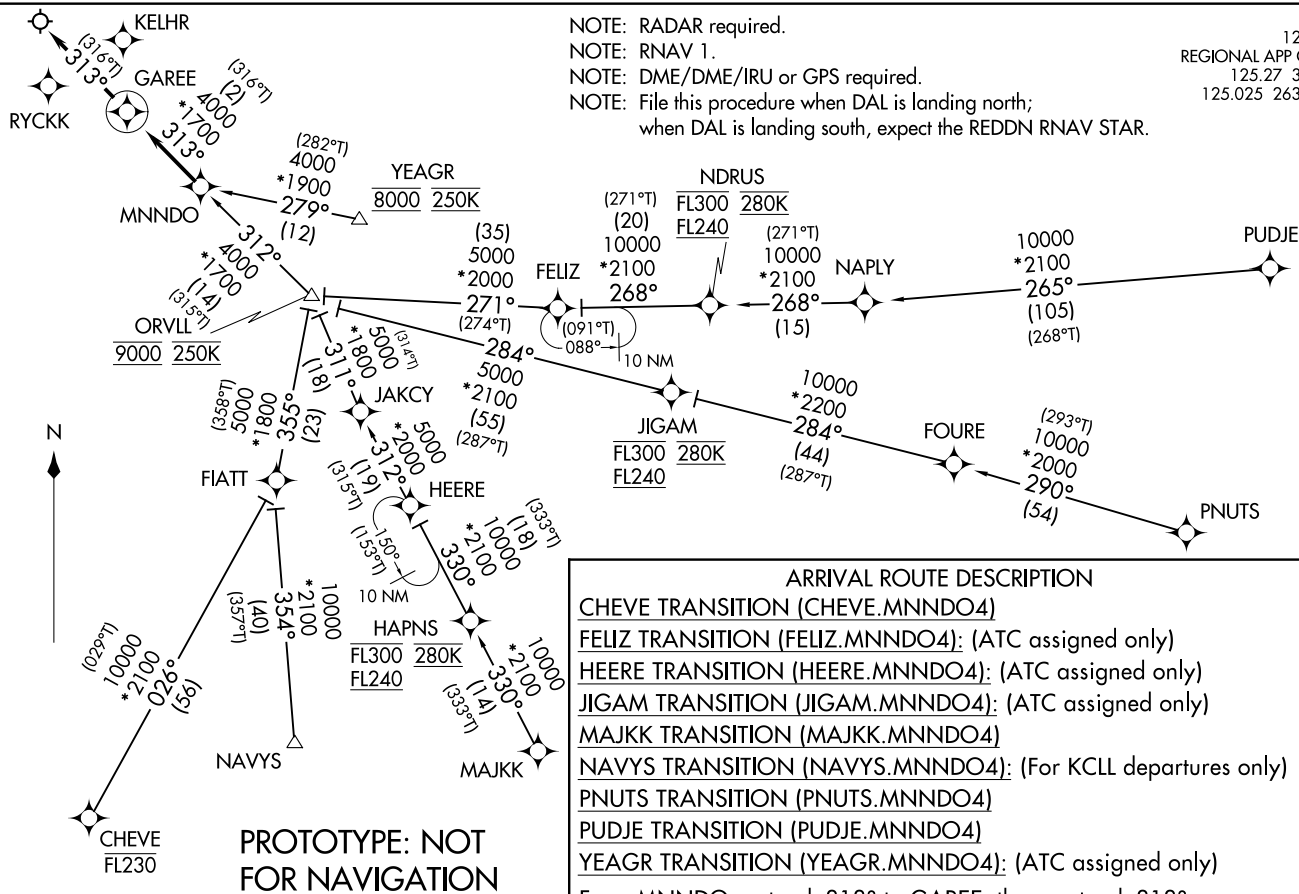 KELHR
(316°T)
313°
GAREE
RYCKK
(316°T)
(2)
4000
*1700
313°
MNNDO
NOTE: RADAR required.
NOTE: RNAV 1.
NOTE: DME/DME/IRU or GPS required.
NOTE: File this procedure when DAL is landing north;
when DAL is landing south, expect the REDDN RNAV STAR.
12
REGIONAL APP
125.27 3
125.025 263
(282°T)
4000
*1900
279°
(12)
YEAGR
8000 250K
312°
4000
*1700
(14)
(315°T)
ORVLL
9000 250K
(35)
5000
*2000
271°
(274°T)
FELIZ
(091°T)
088°
10 NM
(271°T)
(20)
10000
*2100
268°
NDRUS
FL300 280K
FL240
(271°T)
10000
*2100
268°
(15)
NAPLY
10000
*2100
265°
(105)
(268°T)
PUDJE
284°
5000
*2100
(55)
(287°T)
JIGAM
FL300 280K
FL240
10000
*2200
284°
(44)
(287°T)
FOURE
(293°T)
10000
*2000
290°
(54)
PNUTS
(314°T)
5000
*1800
311°
(18)
JAKCY
5000
*2000
312°
(19)
(315°T)
HEERE
150°
(153°T)
10 NM
(333°T)
(18)
10000
*2100
330°
HAPNS
FL300 280K
FL240
10000
*2100
330°
(14)
(333°T)
MAJKK
(358°T)
5000
*1800
355°
(23)
FIATT
10000
*2100
354°
(40)
(357°T)
NAVYS
(029°T)
10000
*2100
026°
(56)
CHEVE
FL230
N
PROTOTYPE: NOT
FOR NAVIGATION
ARRIVAL ROUTE DESCRIPTION
CHEVE TRANSITION (CHEVE.MNNDO4)
FELIZ TRANSITION (FELIZ.MNNDO4): (ATC assigned only)
HEERE TRANSITION (HEERE.MNNDO4): (ATC assigned only)
JIGAM TRANSITION (JIGAM.MNNDO4): (ATC assigned only)
MAJKK TRANSITION (MAJKK.MNNDO4)
NAVYS TRANSITION (NAVYS.MNNDO4): (For KCLL departures only)
PNUTS TRANSITION (PNUTS.MNNDO4)
PUDJE TRANSITION (PUDJE.MNNDO4)
YEAGR TRANSITION (YEAGR.MNNDO4): (ATC assigned only)